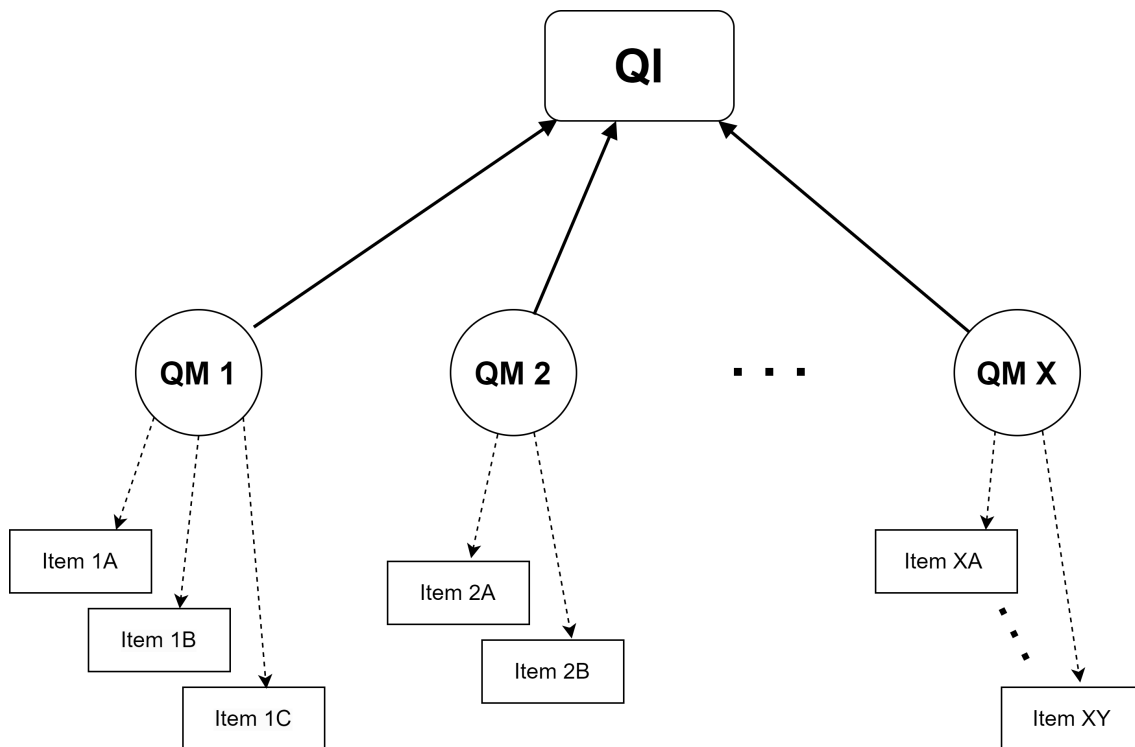 QI
QM 1
QM 2
. . .
QM X
Item 1A
Item 1B
Item 1C
Item 2A
Item 2B
Item XA
Item XY